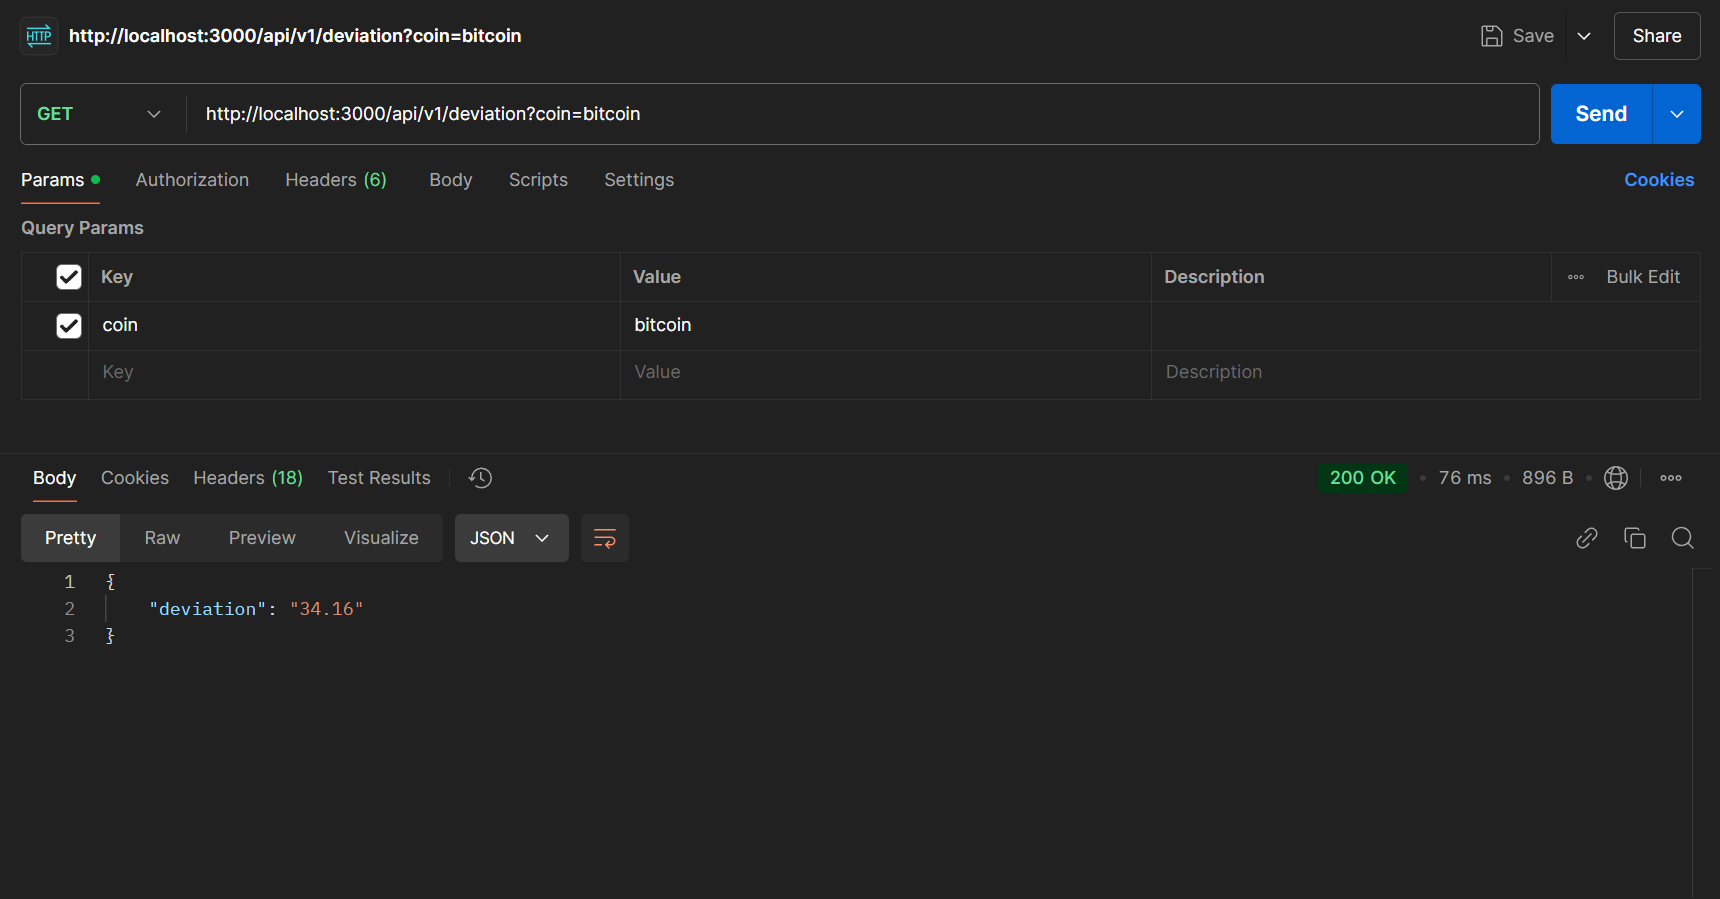 HTTP http://localhost:3000/api/v1/deviation?coin=bitcoin Save Share
GET http://localhost:3000/api/v1/deviation?coin=bitcoin Send
Params Authorization Headers (6) Body Scripts Settings Cookies
Query Params
Key Value Description Bulk Edit
coin bitcoin
Key Value Description
Body Cookies Headers (18) Test Results 200 OK • 76 ms • 896 B
Pretty Raw Preview Visualize JSON
1 {
2 "deviation": "34.16"
3 }